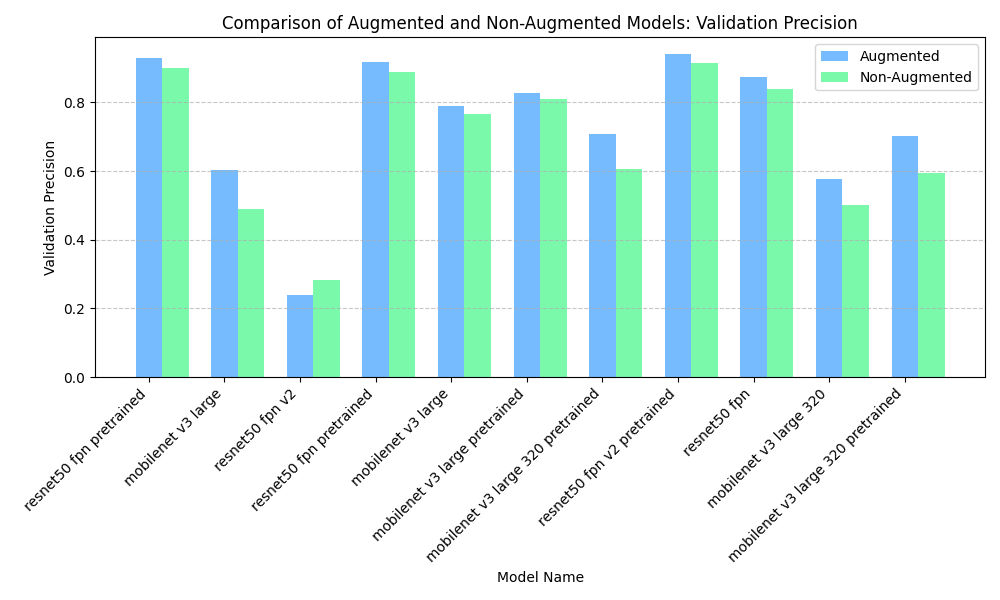 Comparison of Augmented and Non-Augmented Models: Validation Precision
Augmented
Non-Augmented
Validation Precision
0.8
0.6
0.4
0.2
0.0
resnet50 fpn pretrained
mobilenet v3 large
resnet50 fpn v2
resnet50 fpn pretrained
mobilenet v3 large
mobilenet v3 large pretrained
mobilenet v3 large 320 pretrained
resnet50 fpn v2 pretrained
resnet50 fpn
mobilenet v3 large 320
mobilenet v3 large 320 pretrained
Model Name